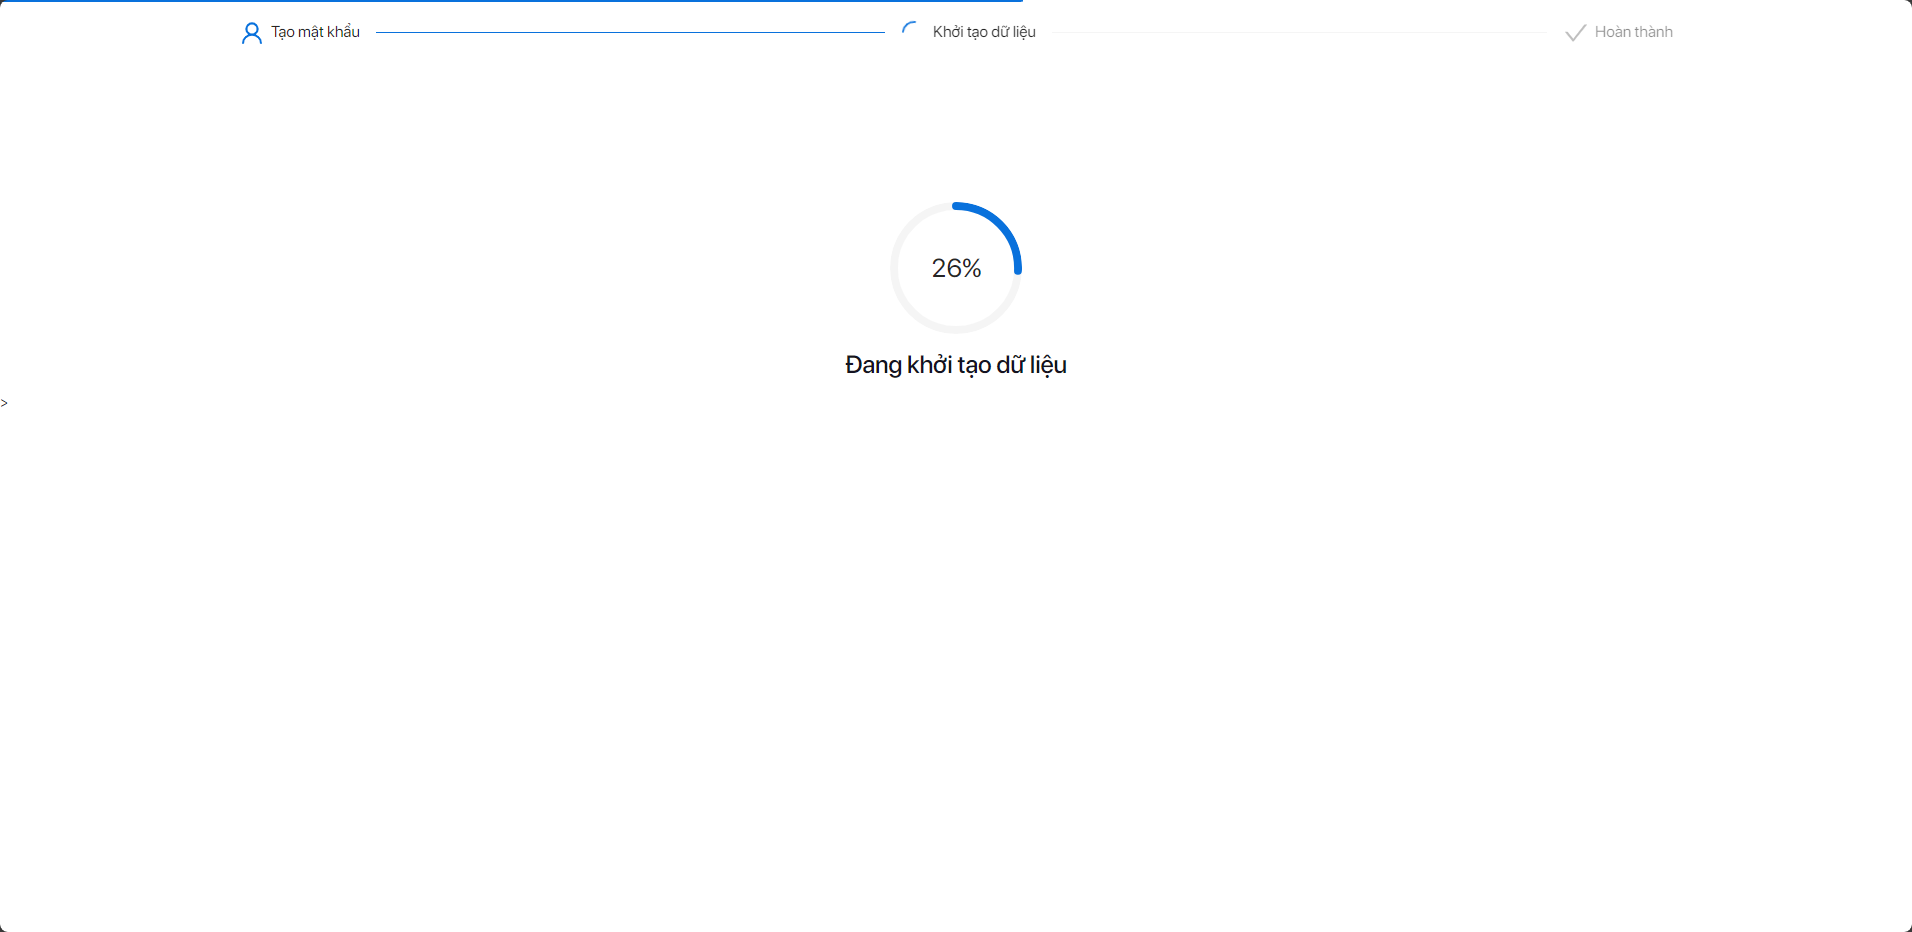 Tạo mật khẩu
Khởi tạo dữ liệu
Hoàn thành
26%
Đang khởi tạo dữ liệu
>